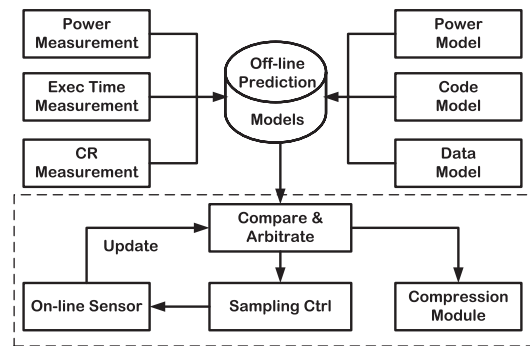 Power
Measurement
Off-line
Prediction
Models
Power
Model
Exec Time
Measurement
Code
Model
CR
Measurement
Data
Model
Compare &
Arbitrate
Update
On-line Sensor
Sampling Ctrl
Compression
Module